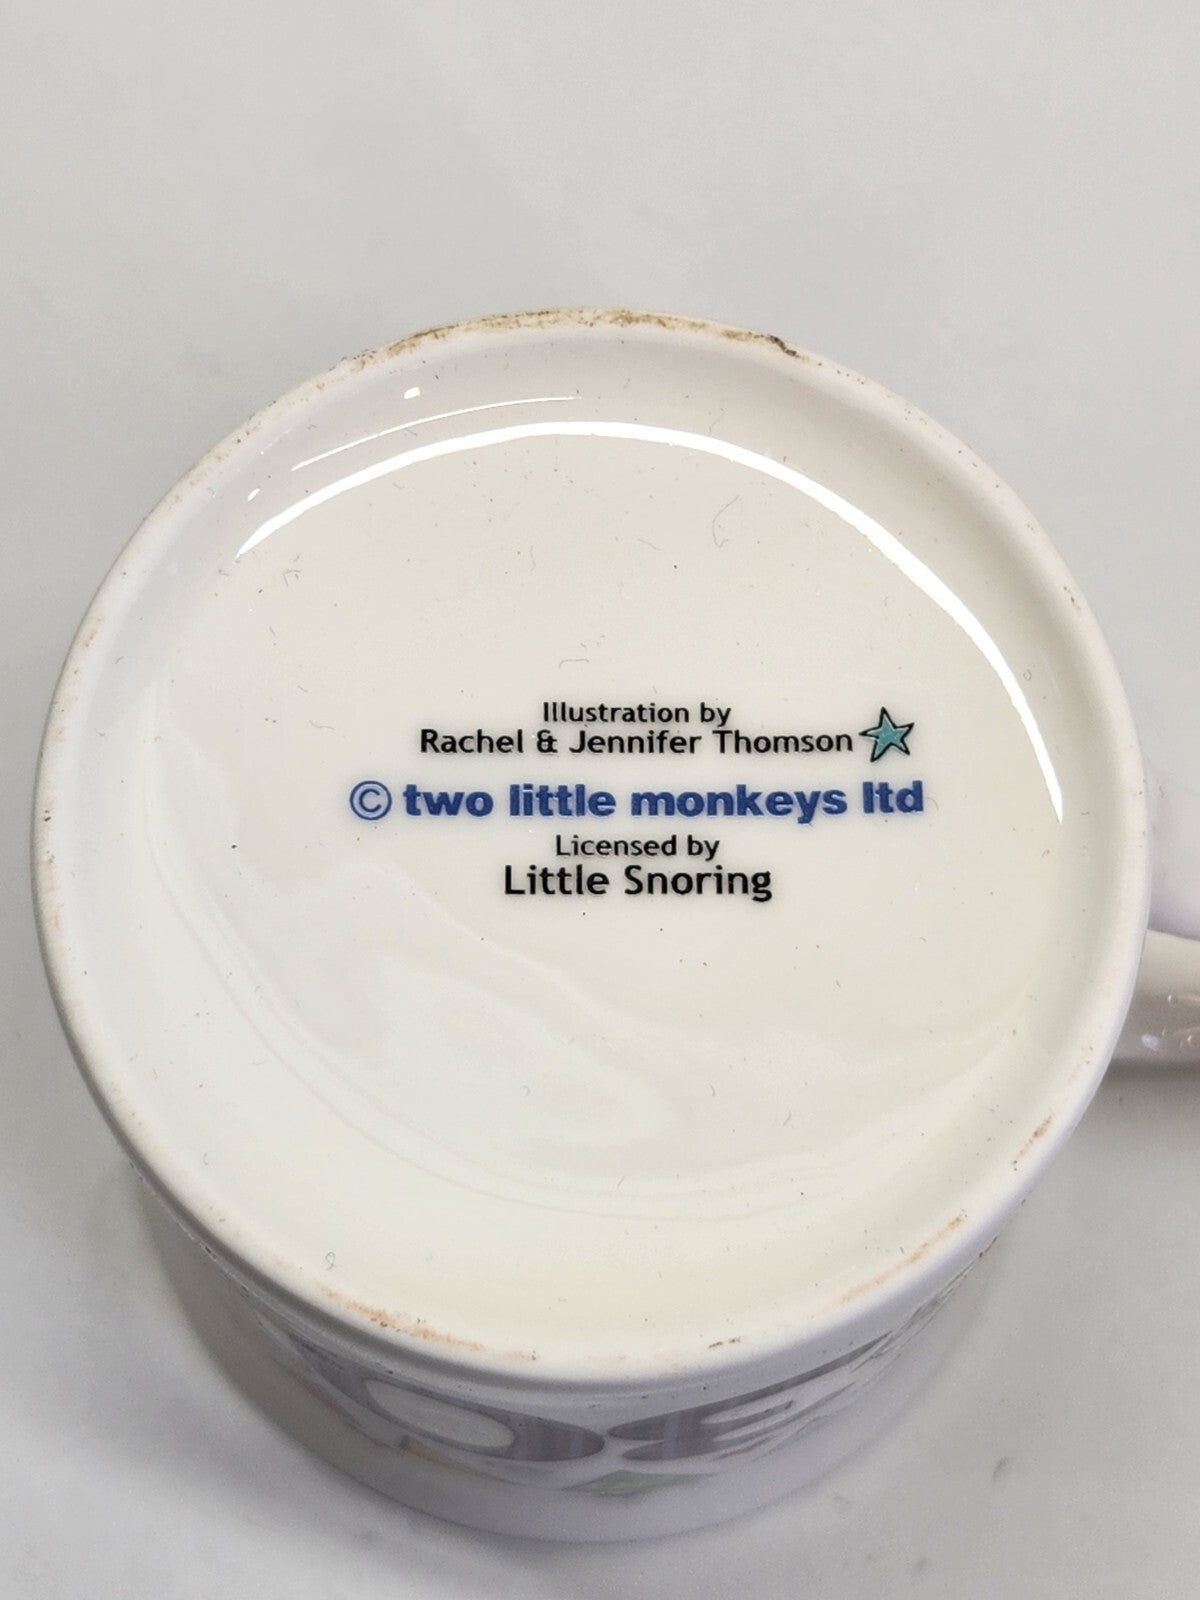 Illustration by
Rachel & Jennifer Thomson
© two little monkeys ltd
Licensed by
Little Snoring